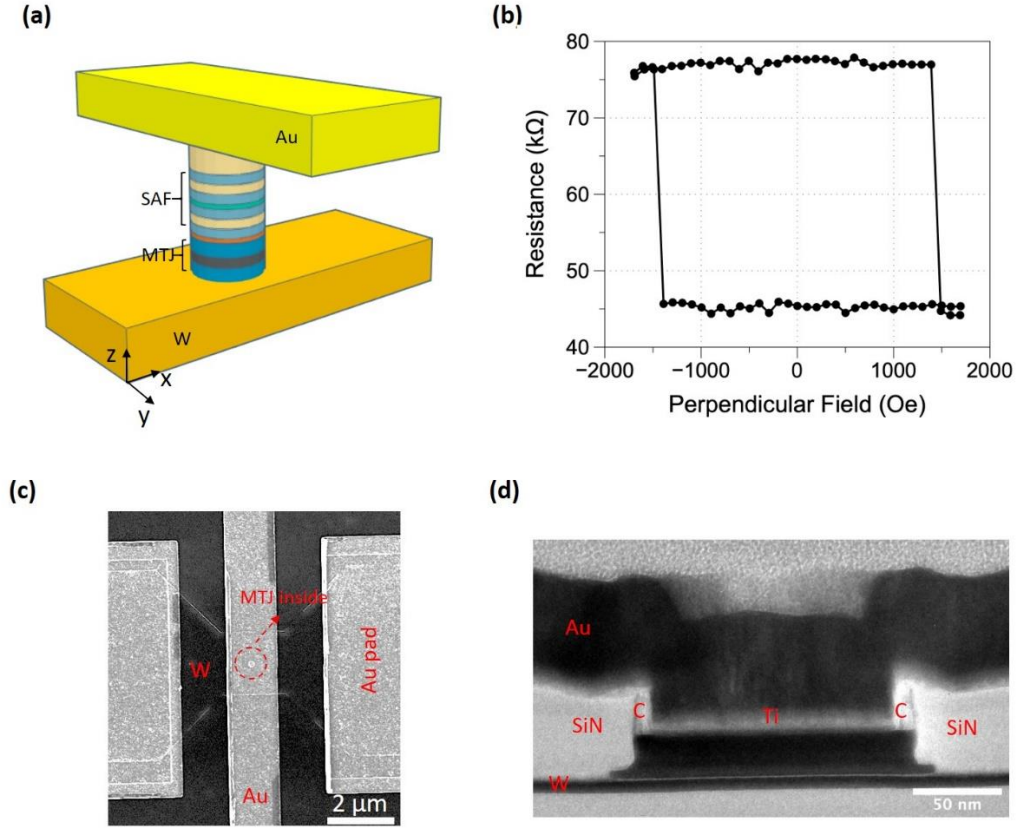 (a)
Au
SAF
MTJ
W
z
x
y
(b)
80
70
60
50
40
Resistance (kΩ)
−2000
−1000
0
1000
2000
Perpendicular Field (Oe)
(c)
MTJ inside
W
Au pad
Au
2 μm
(d)
Au
C
Ti
C
SiN
SiN
W
50 nm